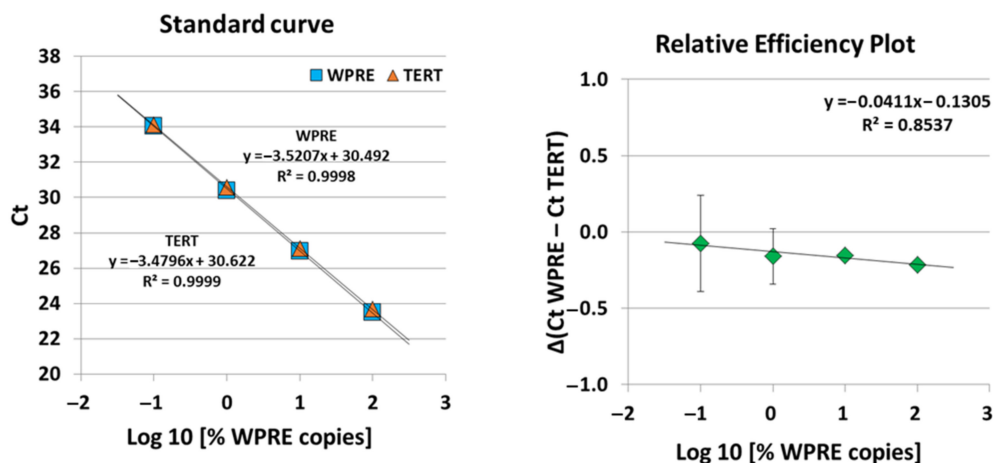 Standard curve
38
36
34
32
30
28
26
24
22
20
Ct
WPRE TERT
WPRE
y =−3.5207x + 30.492
R² = 0.9998
TERT
y =−3.4796x + 30.622
R² = 0.9999
−2 −1 0 1 2 3
Log 10 [% WPRE copies]
Relative Efficiency Plot
1.0
0.5
0.0
−0.5
−1.0
Δ(Ct WPRE – Ct TERT)
y=−0.0411x−0.1305
R² = 0.8537
−2 −1 0 1 2 3
Log 10 [% WPRE copies]